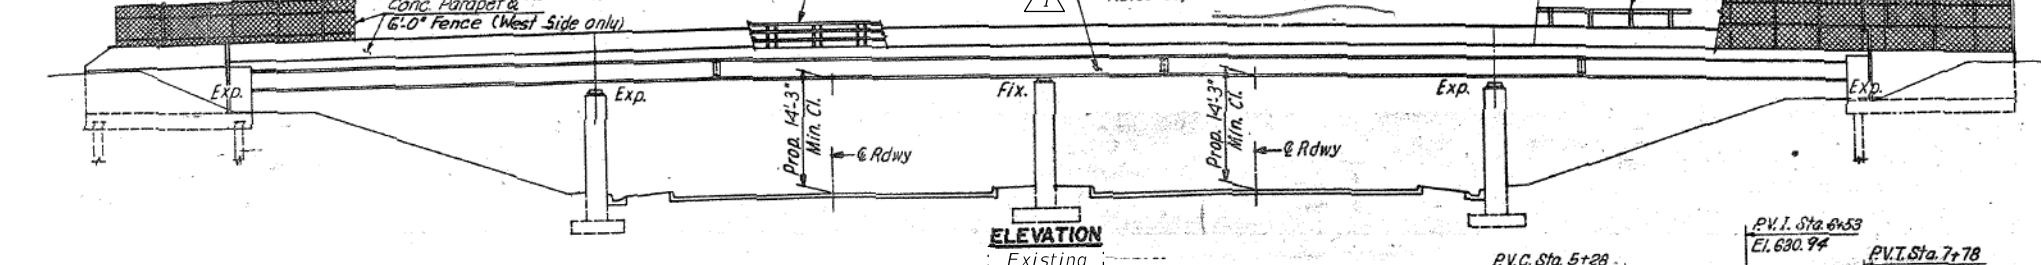 Conc. Parapet &
6'-0" Fence (West Side only)
1
Exp.
Exp.
Prop. 14'-3"
Min. Cl.
℄ Rdwy
Fix.
Prop. 14'-3"
Min. Cl.
℄ Rdwy
Exp.
Exp.
ELEVATION
Existing
P.V.C. Sta. 5+28
P.V.I. Sta. 6+53
El. 630.94
P.V.T. Sta. 7+78